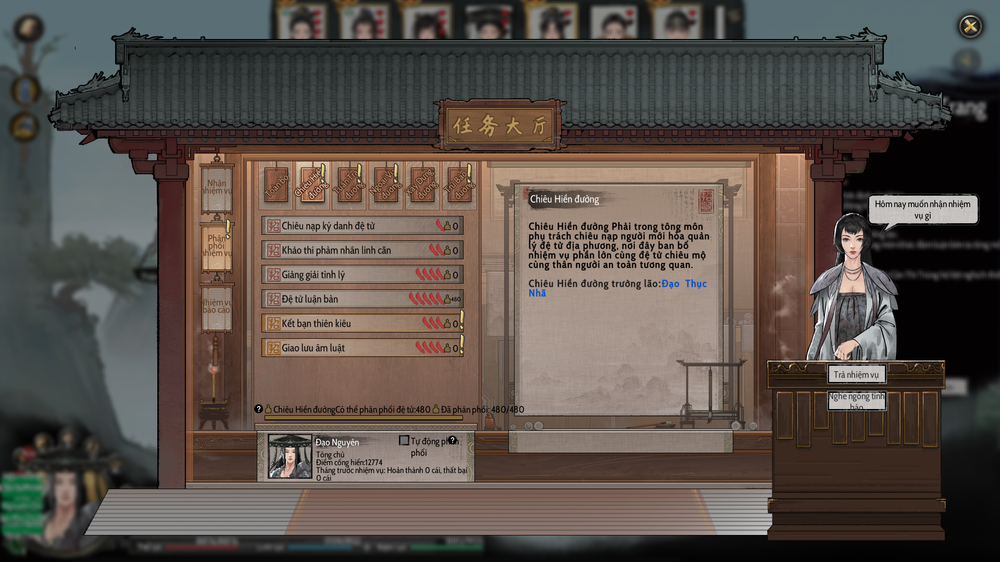 rang
任务大厅
Nhận
nhiệm vụ
Phân
phối
nhiệm vụ
Nhiệm vụ
báo cáo
Toàn bộ
Chiêu Hiền
đường
Tuần Tra
đường
Ngoại Vụ
đường
Xây Dựng
đường
Trữ Bảo
đường
招 Chiêu nạp ký danh đệ tử 0
招 Khảo thí phàm nhân linh căn 0
招 Giảng giải tình lý 0
招 Đệ tử luận bàn 480
招 Kết bạn thiên kiêu 0
招 Giao lưu âm luật 0
? Chiêu Hiền đườngCó thể phân phối đệ tử:480 Đã phân phối: 480/480
Đạo Nguyên
Tông chủ
Điểm cống hiến:12774
Tháng trước nhiệm vụ: Hoàn thành 0 cái, thất bại
0 cái
Tự động phân
phối
?
Chiêu Hiền đường
Chiêu Hiền đường Phải trong tông môn
phụ trách chiêu nạp người mới hòa quản
lý đệ tử địa phương, nơi đây ban bố
nhiệm vụ phần lớn cùng đệ tử chiêu mộ
cùng thân người an toàn tương quan.
Chiêu Hiền đường trưởng lão:Đạo Thục
Nhã
Hôm nay muốn nhận nhiệm
vụ gì
Trả nhiệm vụ
Nghe ngóng tình
báo